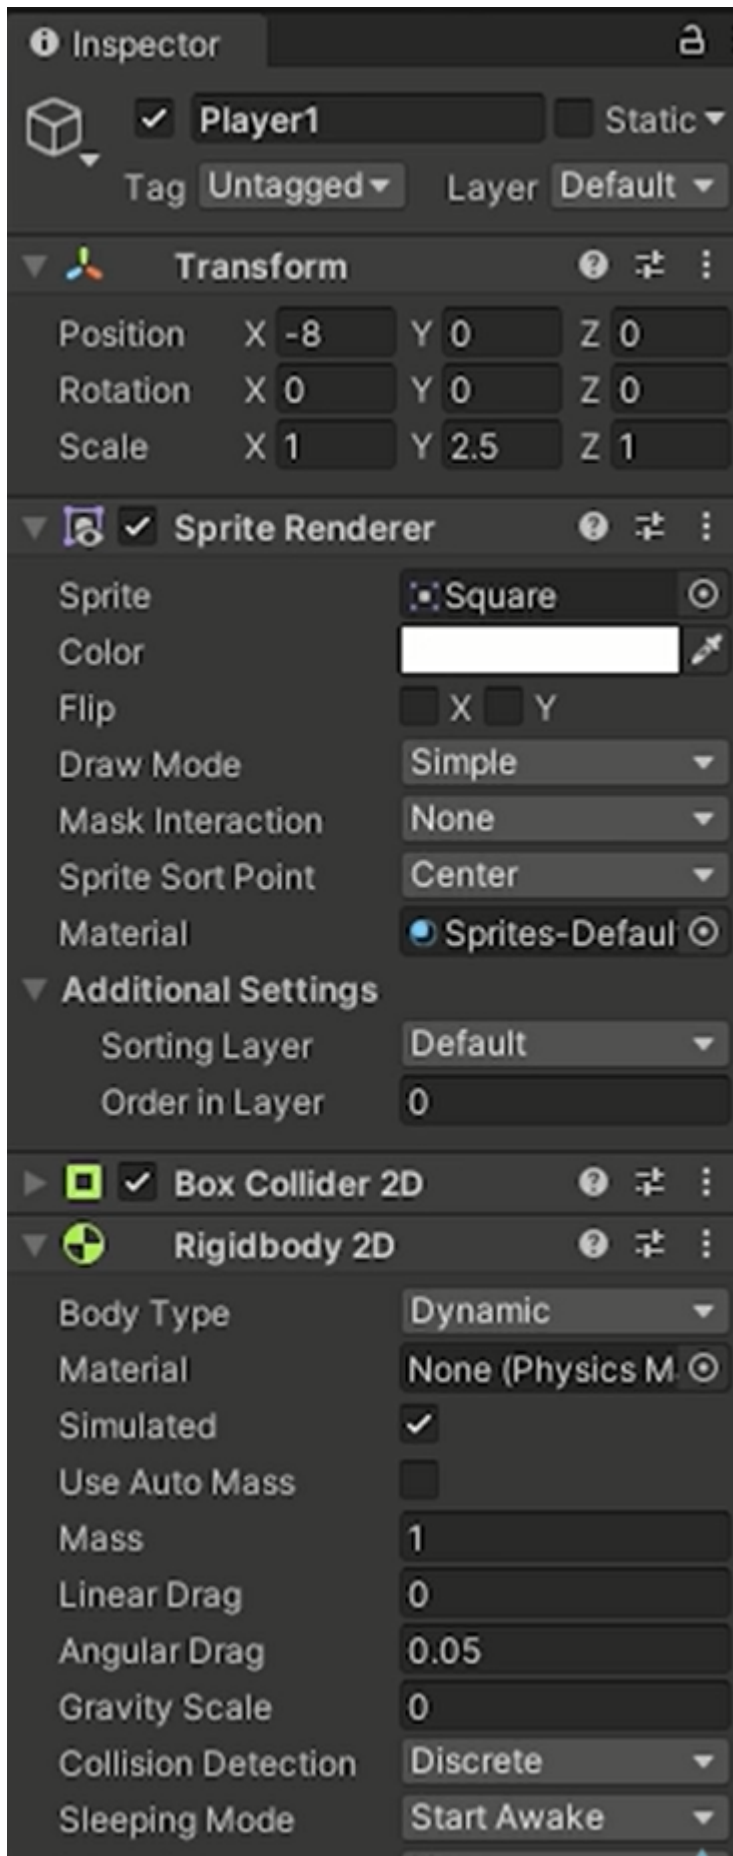 Inspector
Player1 Static
Tag Untagged Layer Default
Transform
Position X -8 Y 0 Z 0
Rotation X 0 Y 0 Z 0
Scale X 1 Y 2.5 Z 1
Sprite Renderer
Sprite Square
Color
Flip X Y
Draw Mode Simple
Mask Interaction None
Sprite Sort Point Center
Material Sprites-Defaul
Additional Settings
Sorting Layer Default
Order in Layer 0
Box Collider 2D
Rigidbody 2D
Body Type Dynamic
Material None (Physics M
Simulated
Use Auto Mass
Mass 1
Linear Drag 0
Angular Drag 0.05
Gravity Scale 0
Collision Detection Discrete
Sleeping Mode Start Awake